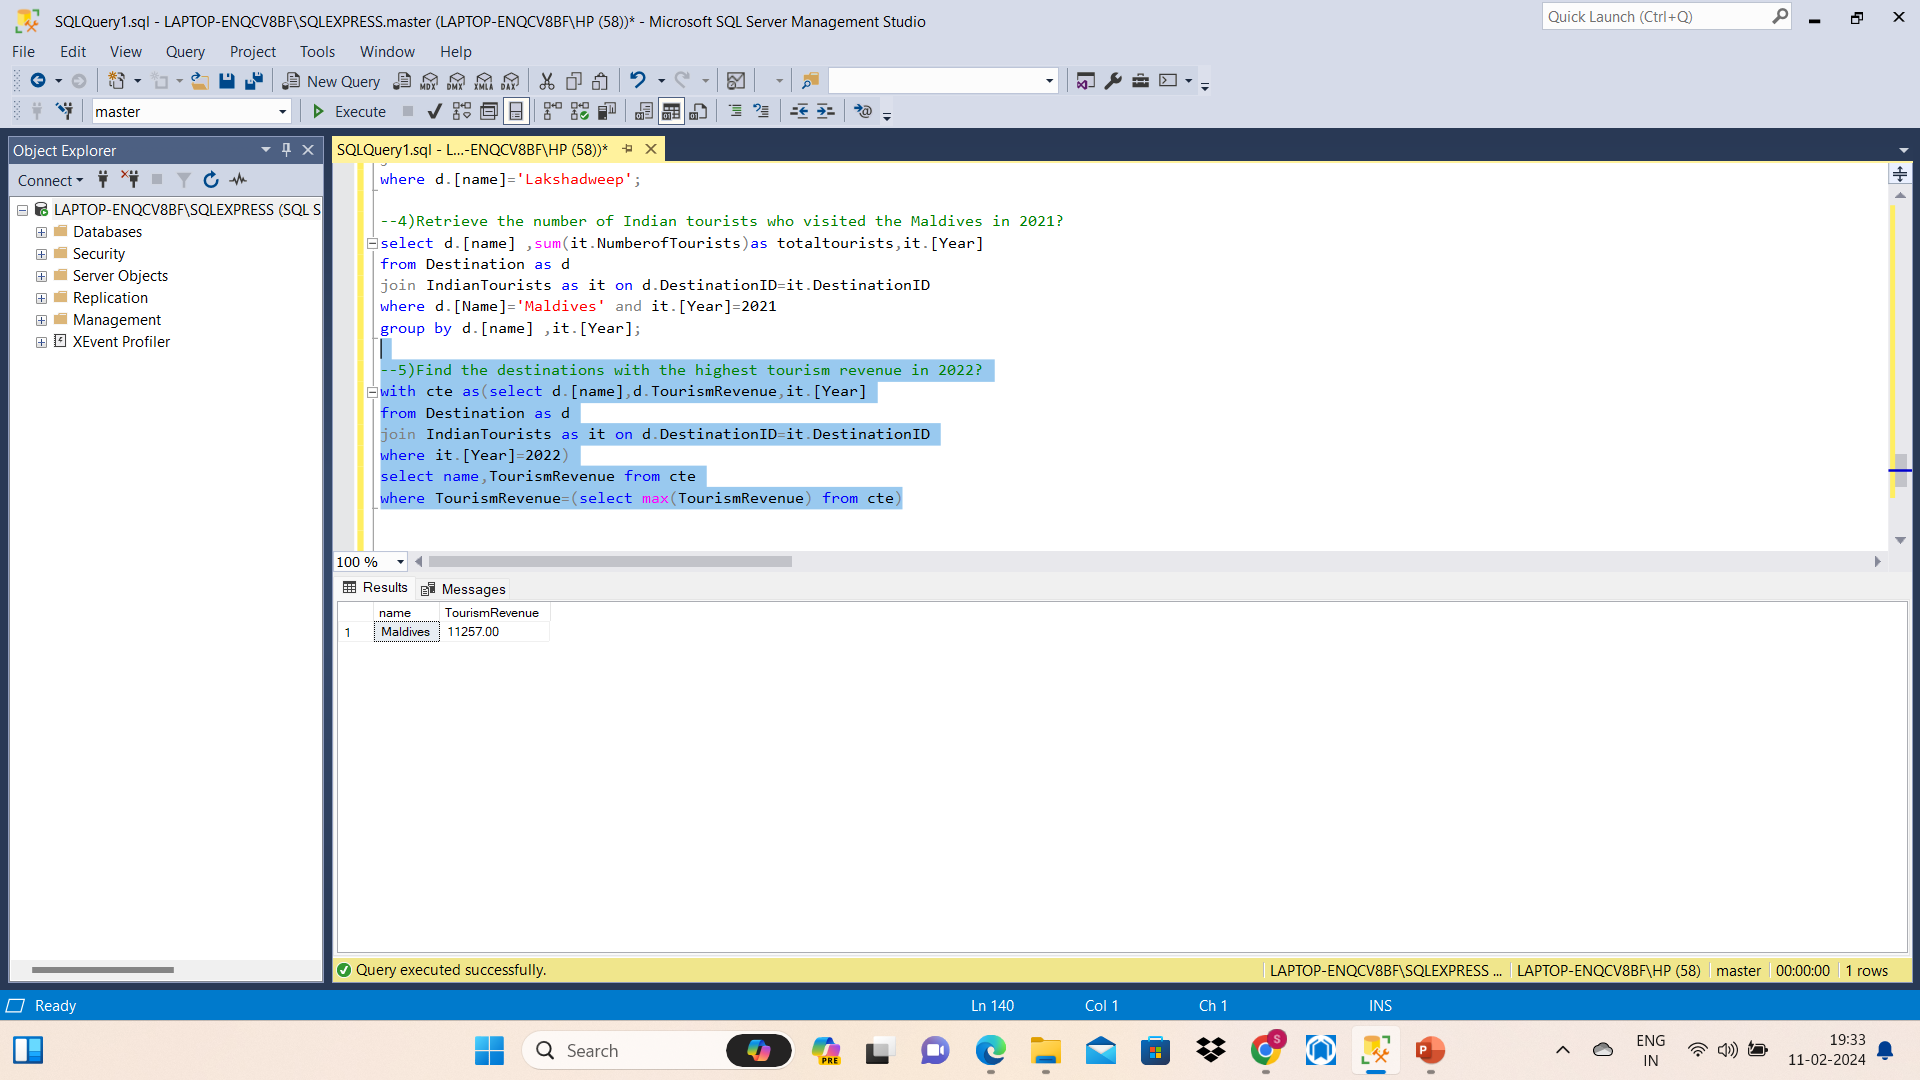 SQLQuery1.sql - LAPTOP-ENQCV8BF\SQLEXPRESS.master (LAPTOP-ENQCV8BF\HP (58))* - Microsoft SQL Server Management Studio
Quick Launch (Ctrl+Q)
File Edit View Query Project Tools Window Help
New Query
MDX DMX XMLA DAX
master
Execute
Object Explorer
SQLQuery1.sql - L...-ENQCV8BF\HP (58))*
Connect
LAPTOP-ENQCV8BF\SQLEXPRESS (SQL S
Databases
Security
Server Objects
Replication
Management
XEvent Profiler
where d.[name]='Lakshadweep';
--4)Retrieve the number of Indian tourists who visited the Maldives in 2021?
select d.[name] ,sum(it.NumberofTourists)as totaltourists,it.[Year]
from Destination as d
join IndianTourists as it on d.DestinationID=it.DestinationID
where d.[Name]='Maldives' and it.[Year]=2021
group by d.[name] ,it.[Year];
--5)Find the destinations with the highest tourism revenue in 2022?
with cte as(select d.[name],d.TourismRevenue,it.[Year]
from Destination as d
join IndianTourists as it on d.DestinationID=it.DestinationID
where it.[Year]=2022)
select name,TourismRevenue from cte
where TourismRevenue=(select max(TourismRevenue) from cte)
100 %
Results Messages
name TourismRevenue
1 Maldives 11257.00
Query executed successfully.
LAPTOP-ENQCV8BF\SQLEXPRESS ... LAPTOP-ENQCV8BF\HP (58) master 00:00:00 1 rows
Ready
Ln 140 Col 1 Ch 1 INS
Search
PRE
S
P
ENG
IN
19:33
11-02-2024